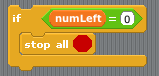 if numLeft = 0
stop all